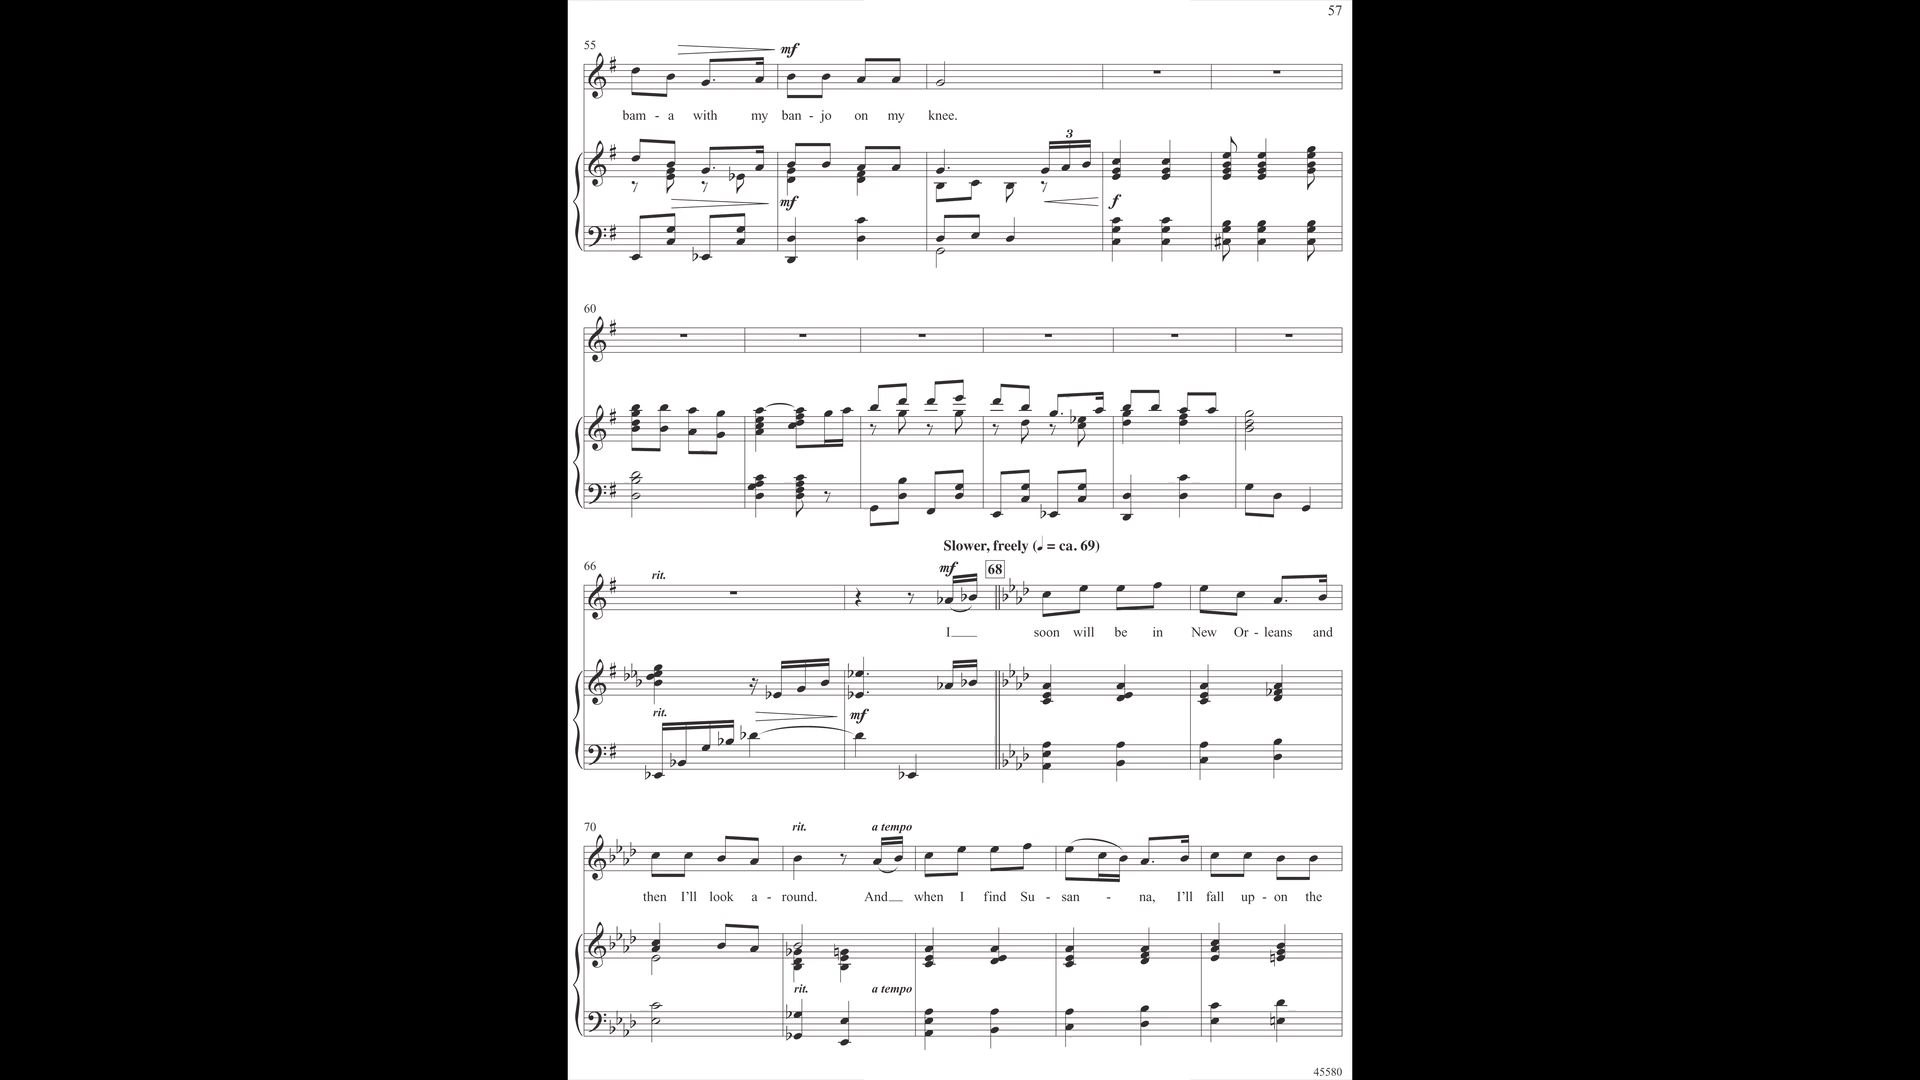 57
55
mf
bam - a with my ban - jo on my knee.
3
mf
f
60
Slower, freely (♩ = ca. 69)
66
rit.
mf
68
I
soon will be in New Or - leans and
rit.
mf
70
rit.
a tempo
then I'll look a - round. And when I find Su - san - na, I'll fall up - on the
rit.
a tempo
45580